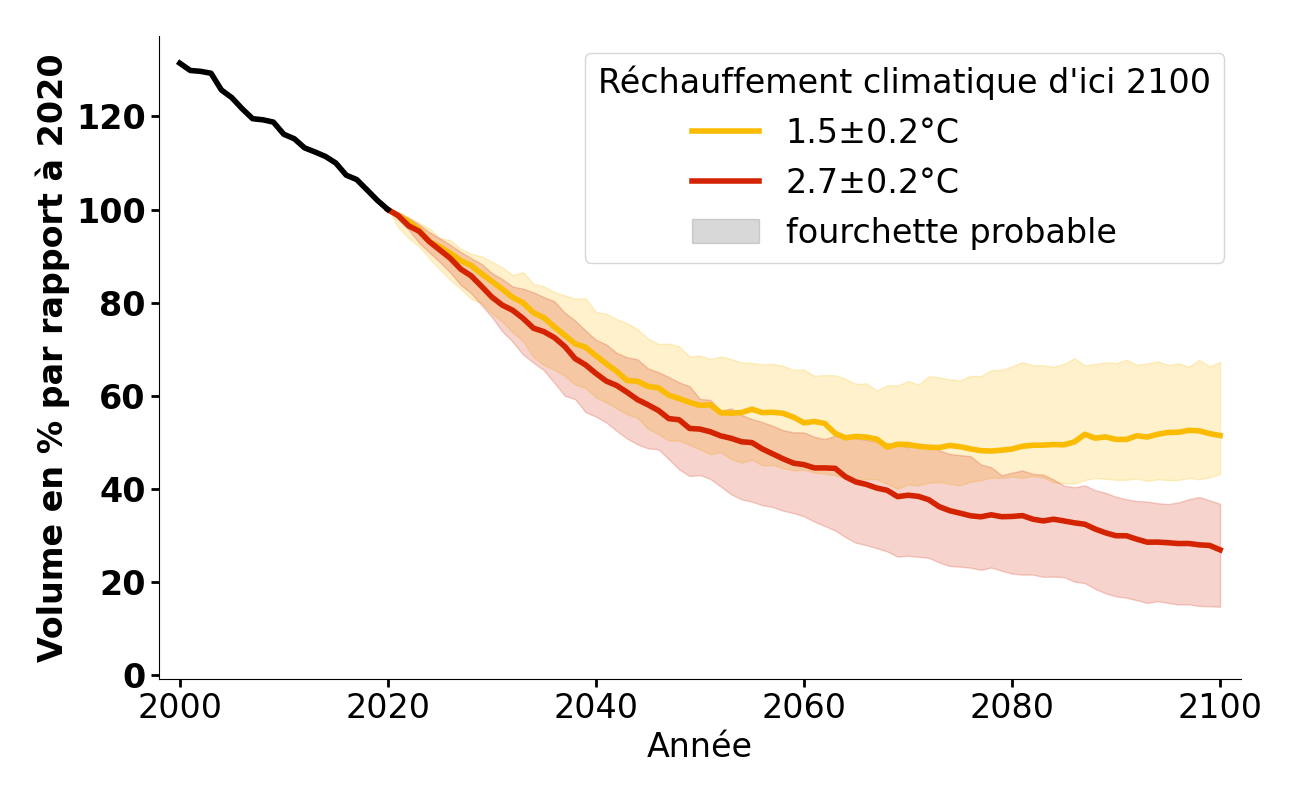 Réchauffement climatique d'ici 2100
1.5±0.2°C
2.7±0.2°C
fourchette probable
Volume en % par rapport à 2020
120
100
80
60
40
20
0
2000 2020 2040 2060 2080 2100
Année